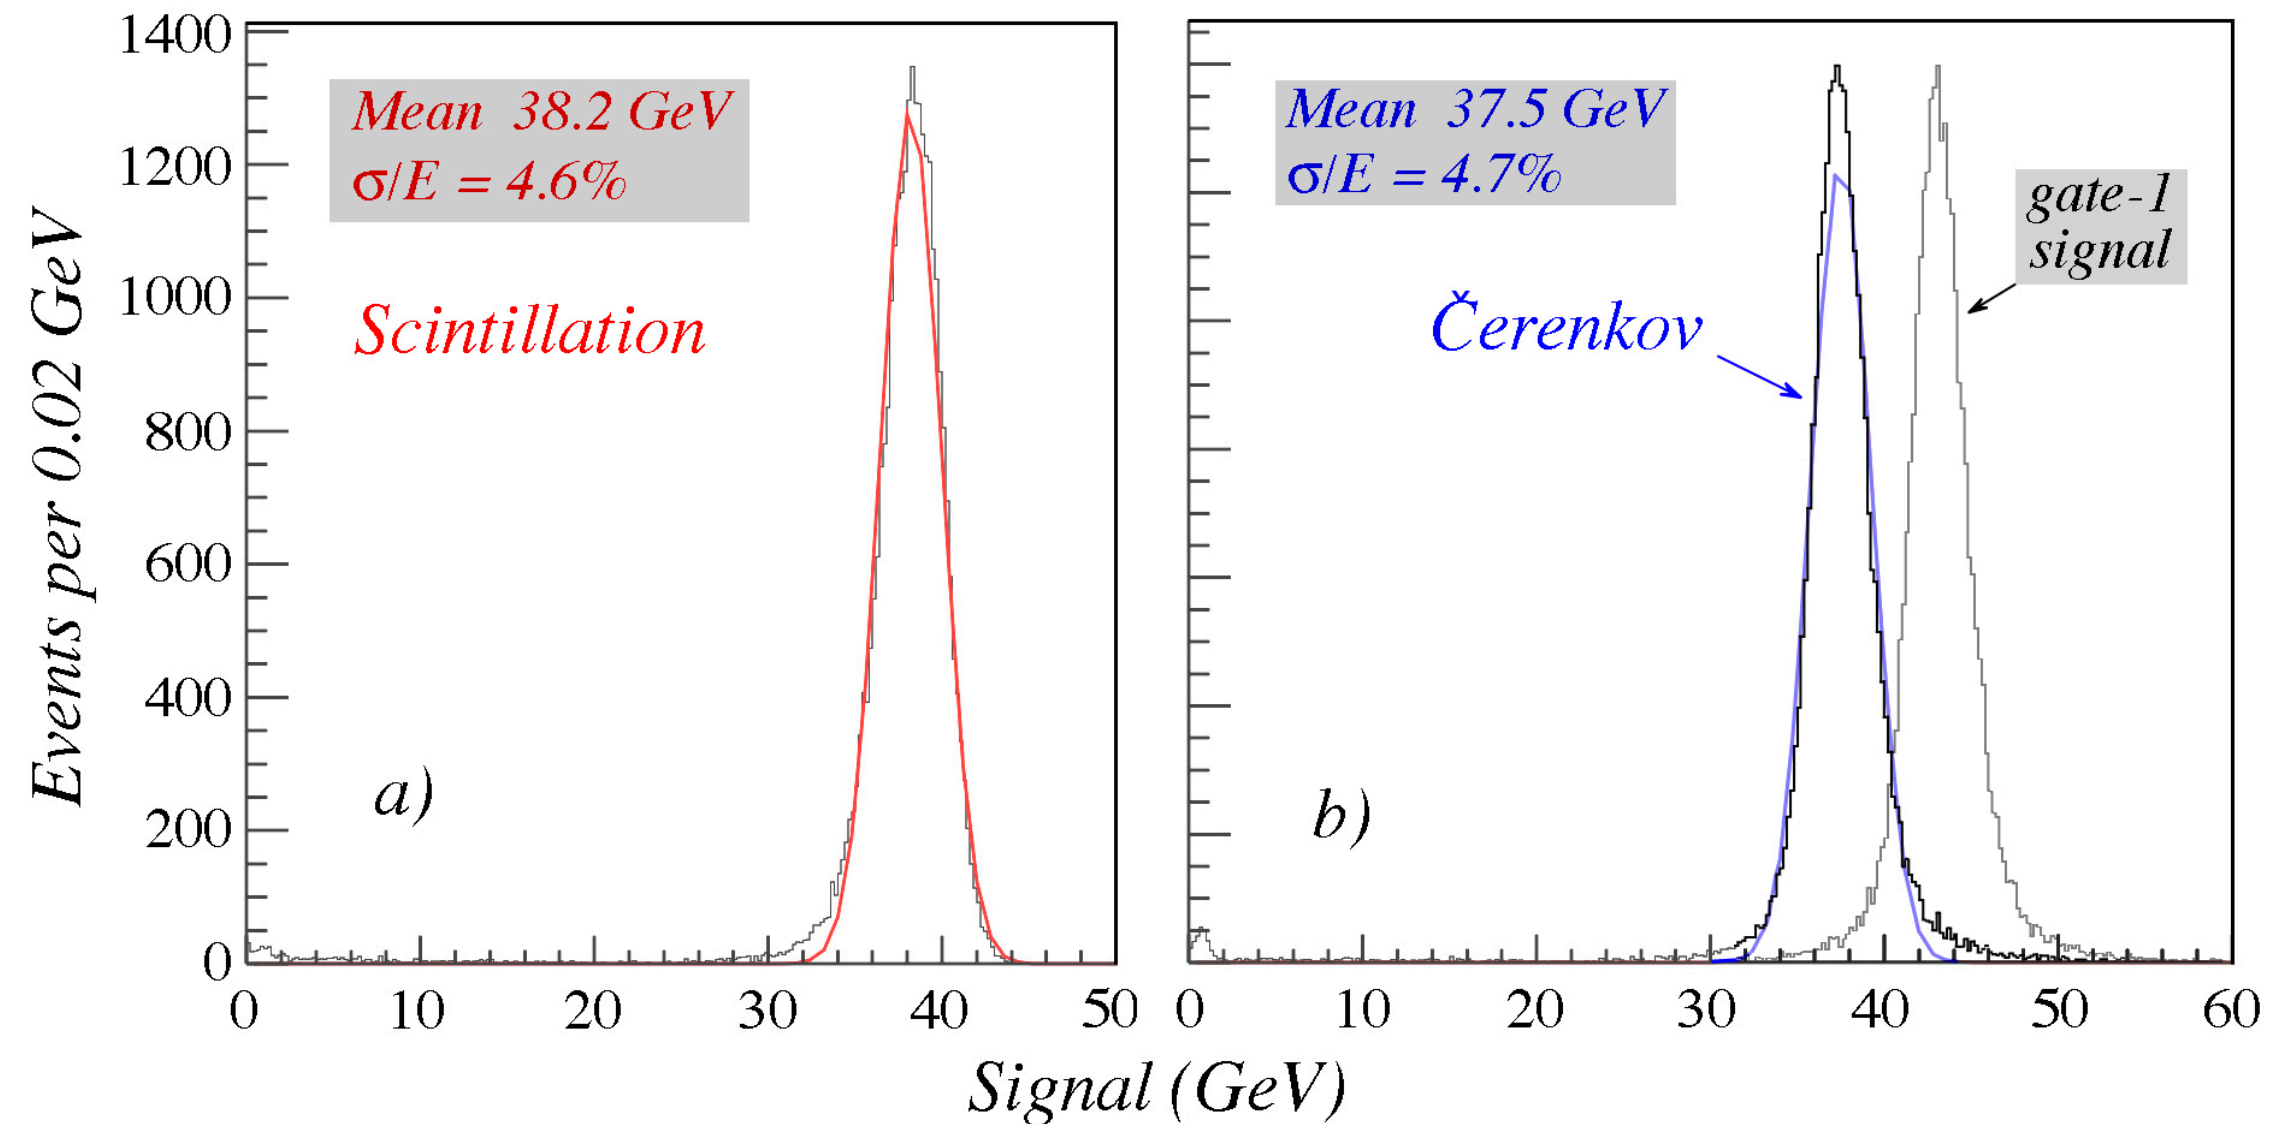 1400
1200
1000
800
600
400
200
0
Events per 0.02 GeV
Mean 38.2 GeV
σ/E = 4.6%
Scintillation
a)
0 10 20 30 40 50
Mean 37.5 GeV
σ/E = 4.7%
gate-1
signal
Čerenkov
b)
0 10 20 30 40 50 60
Signal (GeV)